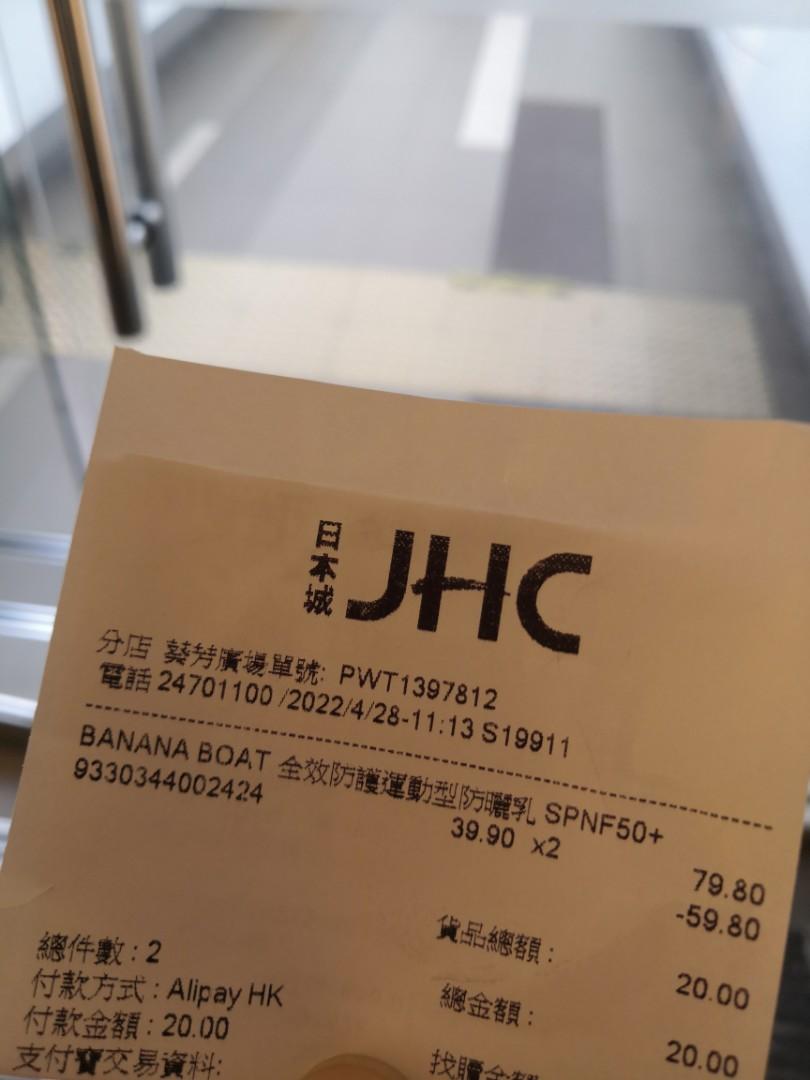 日本城 JHC
分店 葵芳廣場單號: PWT1397812
電話 24701100 /2022/4/28-11:13 S19911
BANANA BOAT 全效防護運動型防曬乳 SPNF50+
9330344002424
39.90 x2
79.80
-59.80
貨品總額:
20.00
總件數: 2
總金額:
20.00
付款方式: Alipay HK
付款金額: 20.00
找贖金額
支付寶交易資料: